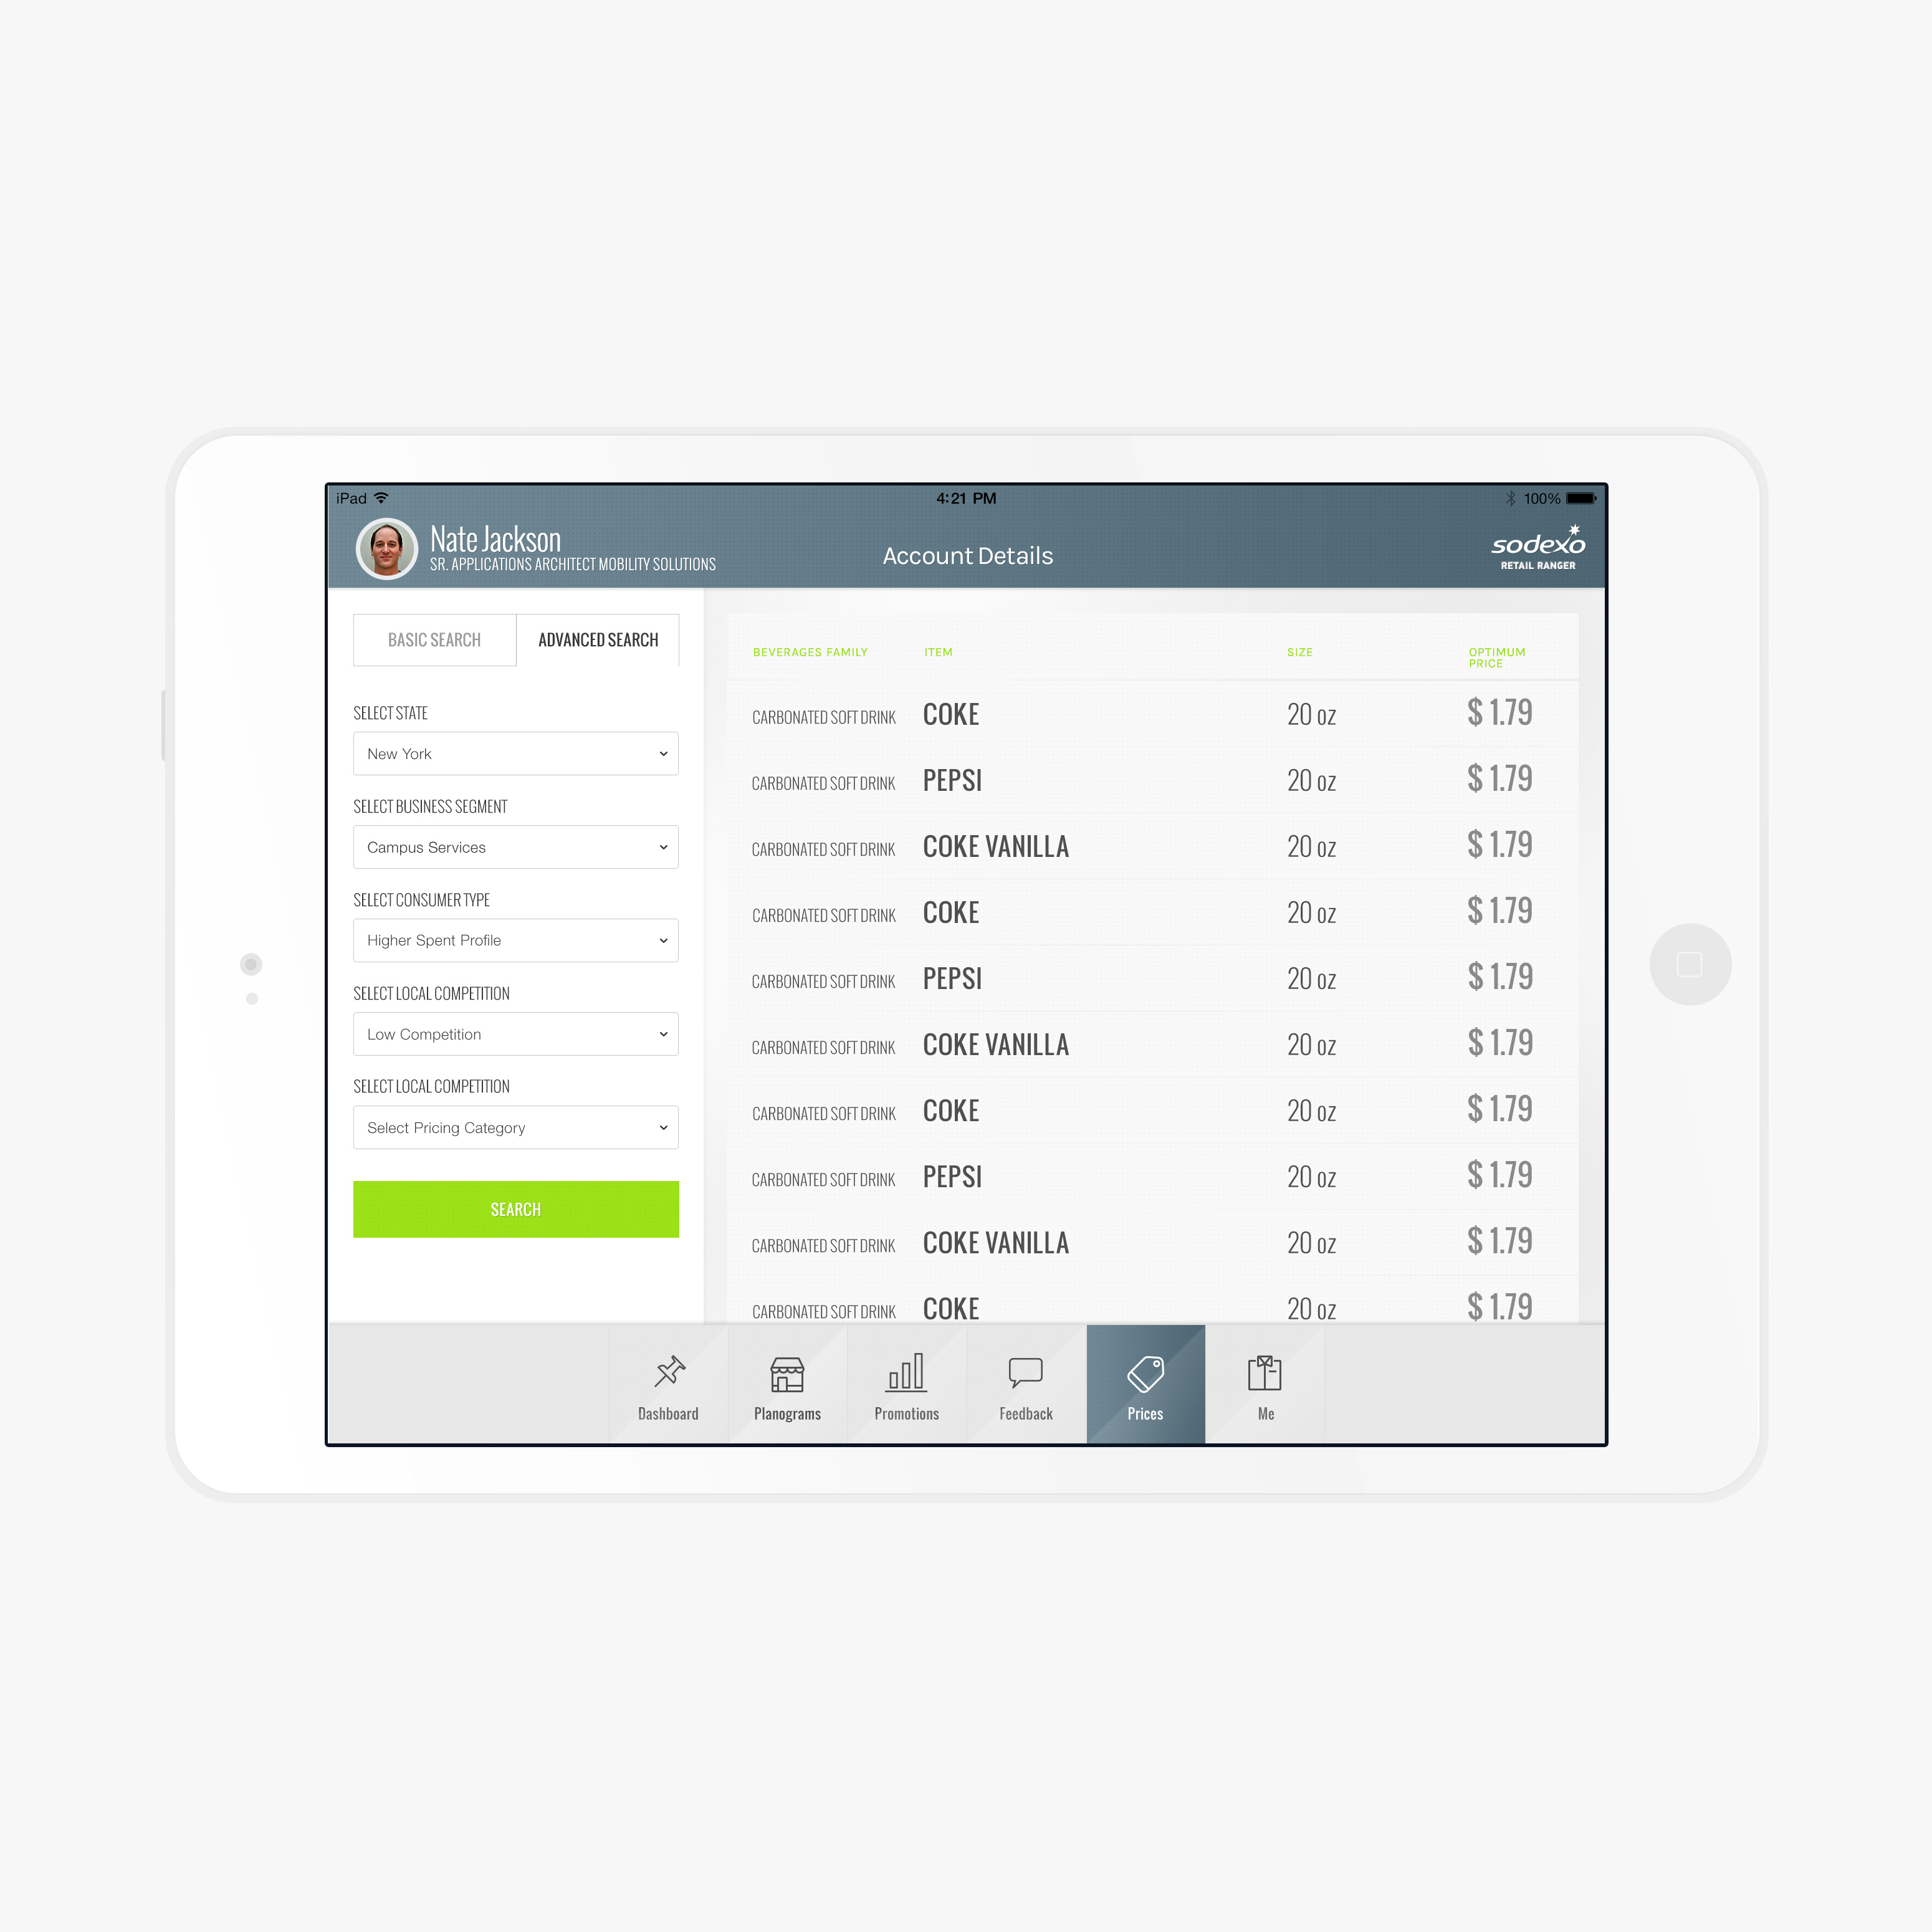 iPad 4:21 PM 100%
Nate Jackson
SR. APPLICATIONS ARCHITECT MOBILITY SOLUTIONS
Account Details
sodexo
RETAIL RANGER
BASIC SEARCH ADVANCED SEARCH
SELECT STATE
New York
SELECT BUSINESS SEGMENT
Campus Services
SELECT CONSUMER TYPE
Higher Spent Profile
SELECT LOCAL COMPETITION
Low Competition
SELECT LOCAL COMPETITION
Select Pricing Category
SEARCH
BEVERAGES FAMILY ITEM SIZE OPTIMUM
PRICE
CARBONATED SOFT DRINK COKE 20 OZ $ 1.79
CARBONATED SOFT DRINK PEPSI 20 OZ $ 1.79
CARBONATED SOFT DRINK COKE VANILLA 20 OZ $ 1.79
CARBONATED SOFT DRINK COKE 20 OZ $ 1.79
CARBONATED SOFT DRINK PEPSI 20 OZ $ 1.79
CARBONATED SOFT DRINK COKE VANILLA 20 OZ $ 1.79
CARBONATED SOFT DRINK COKE 20 OZ $ 1.79
CARBONATED SOFT DRINK PEPSI 20 OZ $ 1.79
CARBONATED SOFT DRINK COKE VANILLA 20 OZ $ 1.79
CARBONATED SOFT DRINK COKE 20 OZ $ 1.79
Dashboard Planograms Promotions Feedback Prices Me